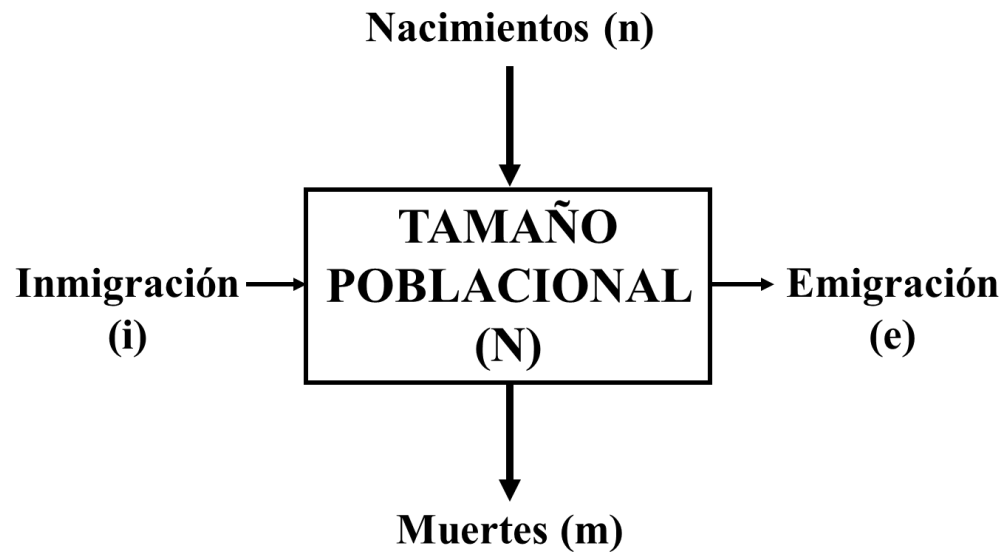 Nacimientos (n)
TAMAÑO
POBLACIONAL
(N)
Inmigración
(i)
Emigración
(e)
Muertes (m)